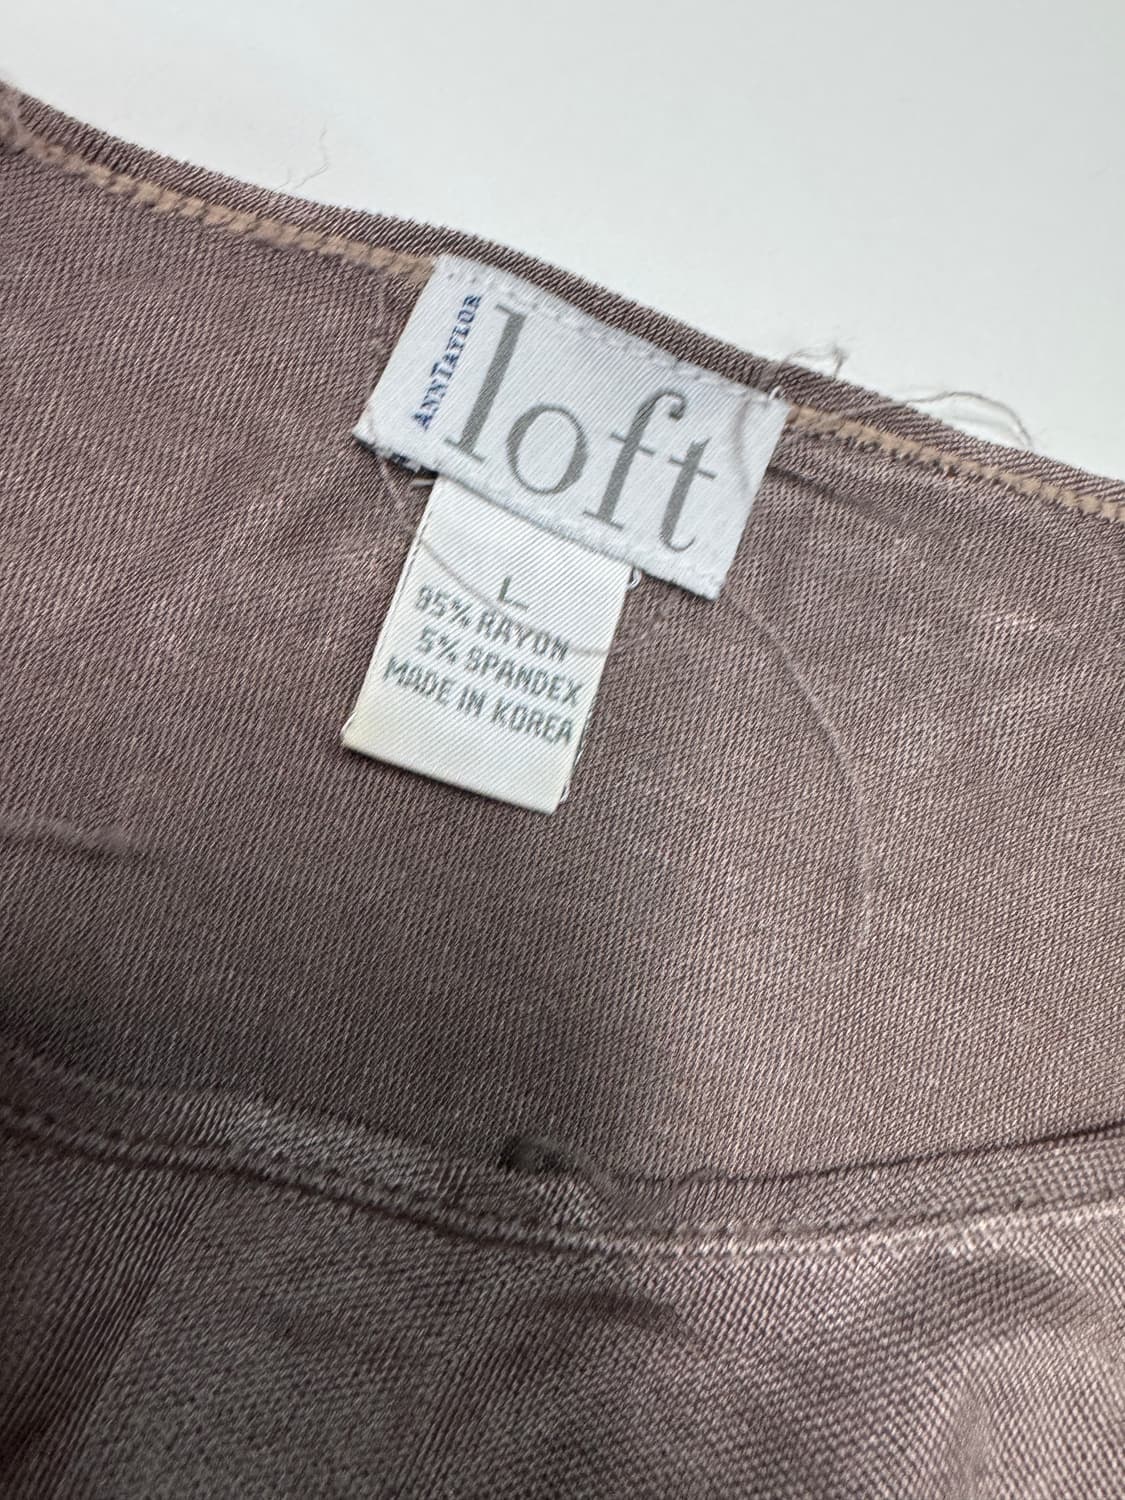 ANNTAYLOR
loft
L
95% RAYON
5% SPANDEX
MADE IN KOREA